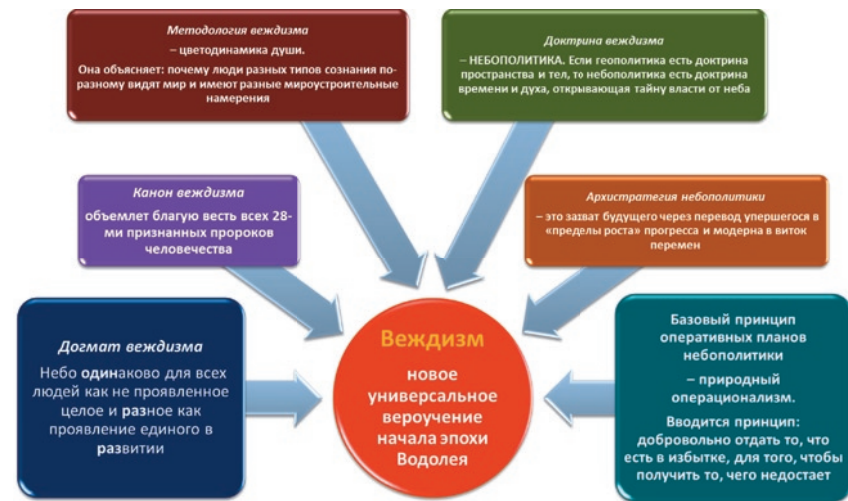 Методология веждизма
– цветодинамика души.
Она объясняет: почему люди разных типов сознания по-
разному видят мир и имеют разные мироустроительные
намерения
Доктрина веждизма
– НЕБОПОЛИТИКА. Если геополитика есть доктрина
пространства и тел, то небополитика есть доктрина
времени и духа, открывающая тайну власти от неба
Канон веждизма
объемлет благую весть всех 28-
ми признанных пророков
человечества
Архистратегия небополитики
– это захват будущего через перевод упершегося в
«пределы роста» прогресса и модерна в виток
перемен
Догмат веждизма
Небо одинаково для всех
людей как не проявленное
целое и разное как
проявление единого в
развитии
Веждизм
новое
универсальное
вероучение
начала эпохи
Водолея
Базовый принцип
оперативных планов
небополитики
– природный
операционализм.
Вводится принцип:
добровольно отдать то, что
есть в избытке, для того, чтобы
получить то, чего недостает